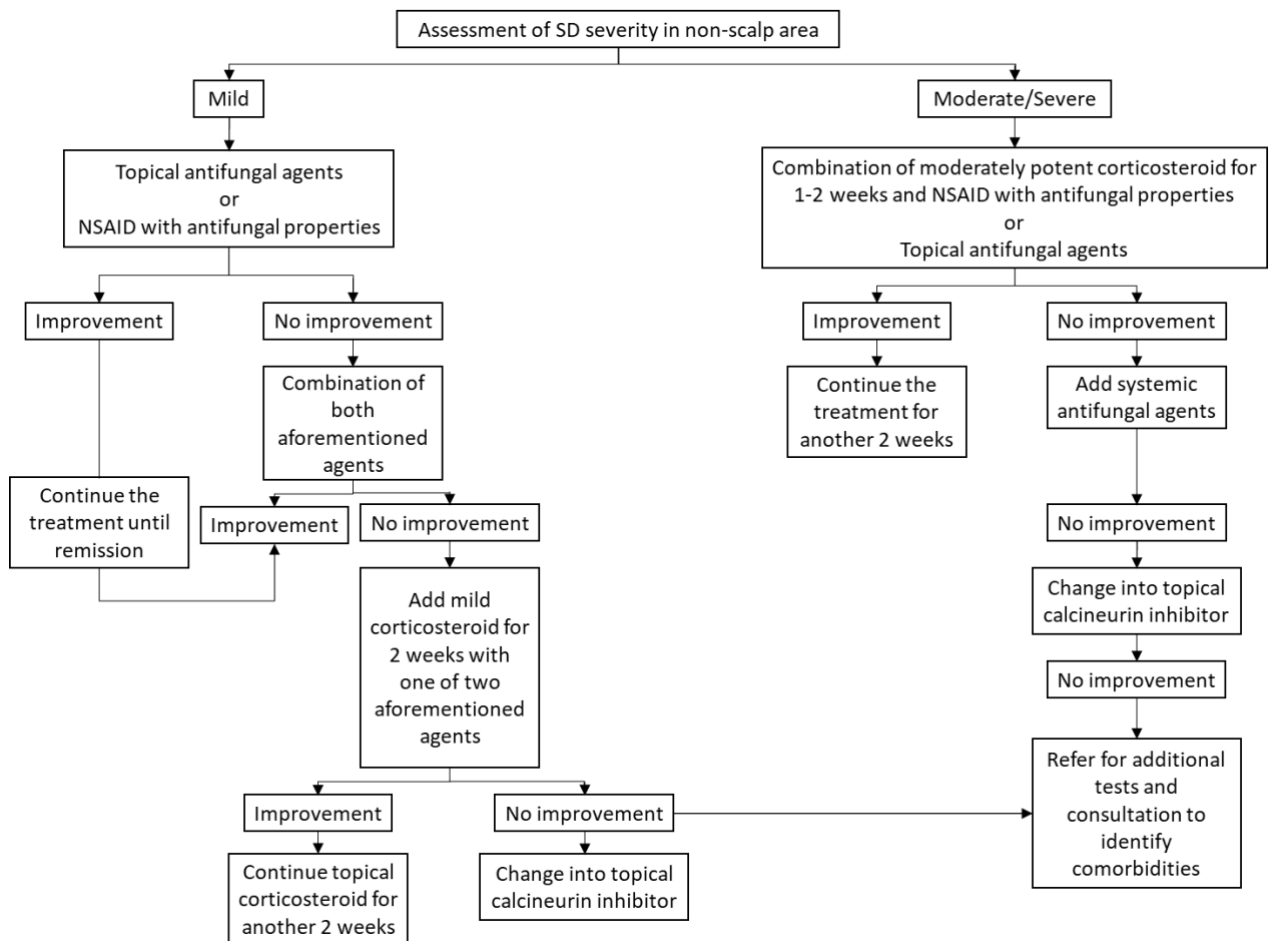 Assessment of SD severity in non-scalp area
Mild
Moderate/Severe
Topical antifungal agents
or
NSAID with antifungal properties
Combination of moderately potent corticosteroid for
1-2 weeks and NSAID with antifungal properties
or
Topical antifungal agents
Improvement
No improvement
Improvement
No improvement
Combination of
both
aforementioned
agents
Continue the
treatment for
another 2 weeks
Add systemic
antifungal agents
Continue the
treatment until
remission
Improvement
No improvement
No improvement
Add mild
corticosteroid for
2 weeks with
one of two
aforementioned
agents
Change into topical
calcineurin inhibitor
No improvement
Refer for additional
tests and
consultation to
identify
comorbidities
Improvement
No improvement
Continue topical
corticosteroid for
another 2 weeks
Change into topical
calcineurin inhibitor